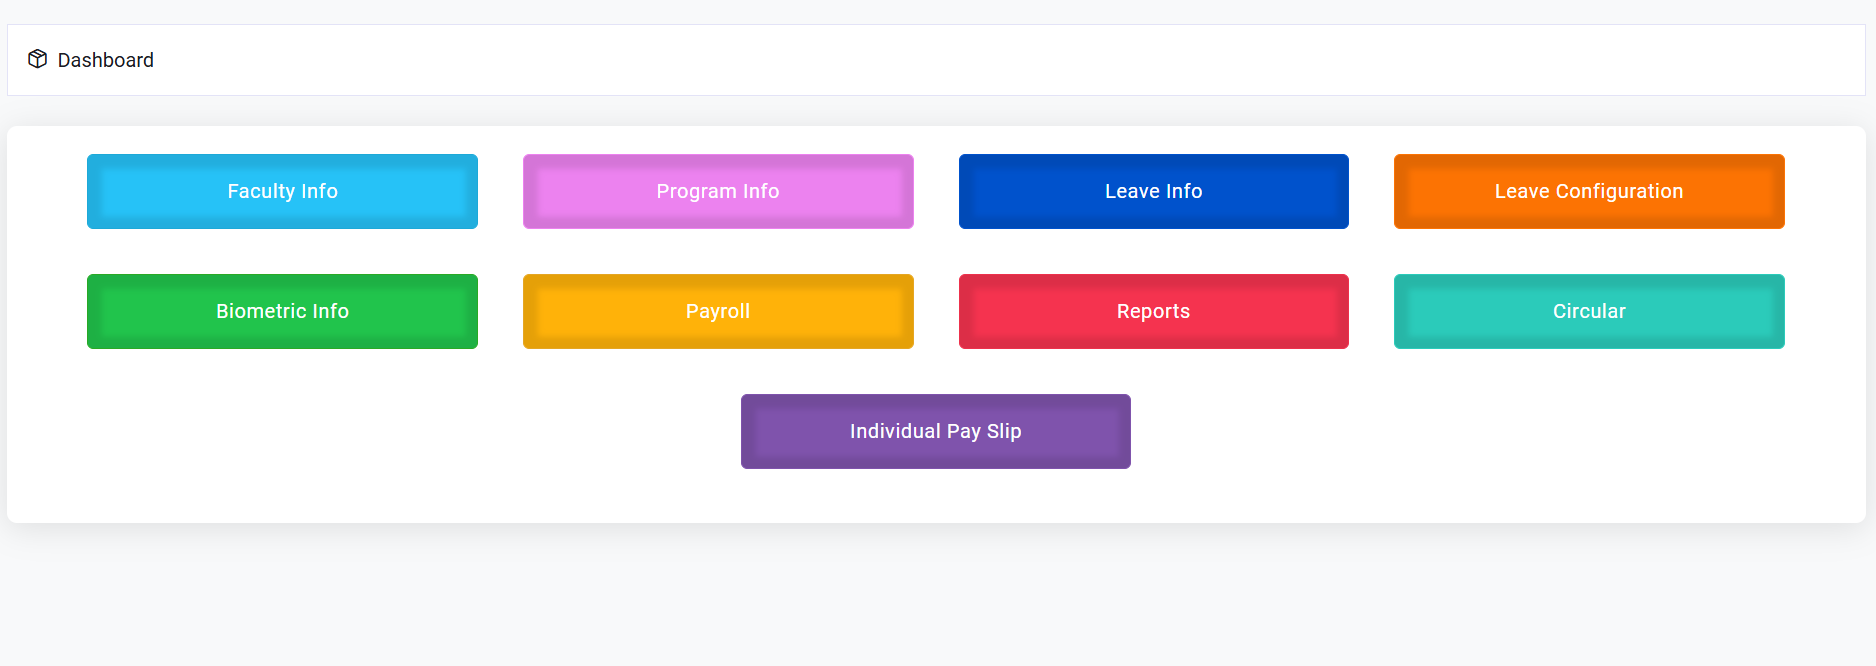 Dashboard
Faculty Info
Program Info
Leave Info
Leave Configuration
Biometric Info
Payroll
Reports
Circular
Individual Pay Slip